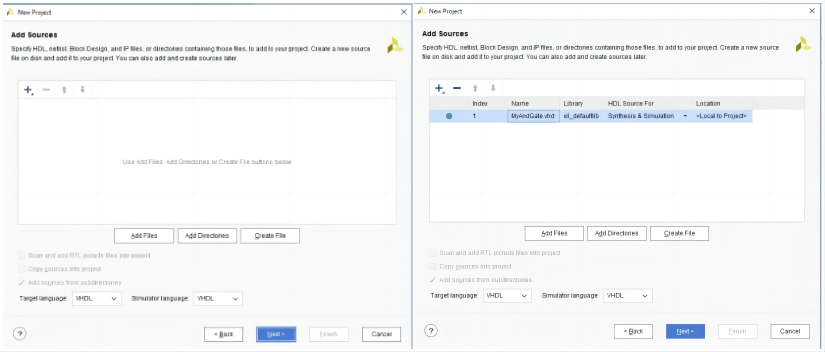 New Project
Add Sources
Specify HDL, netlist, Block Design, and IP files, or directories containing those files, to add to your project. Create a new source
file on disk and add it to your project. You can also add and create sources later.
Use Add Files, Add Directories or Create File buttons below
Add Files Add Directories Create File
Scan and add RTL include files into project
Copy sources into project
Add sources from subdirectories
Target language: VHDL Simulator language: VHDL
? < Back Next > Finish Cancel
New Project
Add Sources
Specify HDL, netlist, Block Design, and IP files, or directories containing those files, to add to your project. Create a new source
file on disk and add it to your project. You can also add and create sources later.
Index Name Library HDL Source For Location
1 MyAndGate.vhd xil_defaultlib Synthesis & Simulation <Local to Project>
Add Files Add Directories Create File
Scan and add RTL include files into project
Copy sources into project
Add sources from subdirectories
Target language: VHDL Simulator language: VHDL
? < Back Next > Finish Cancel